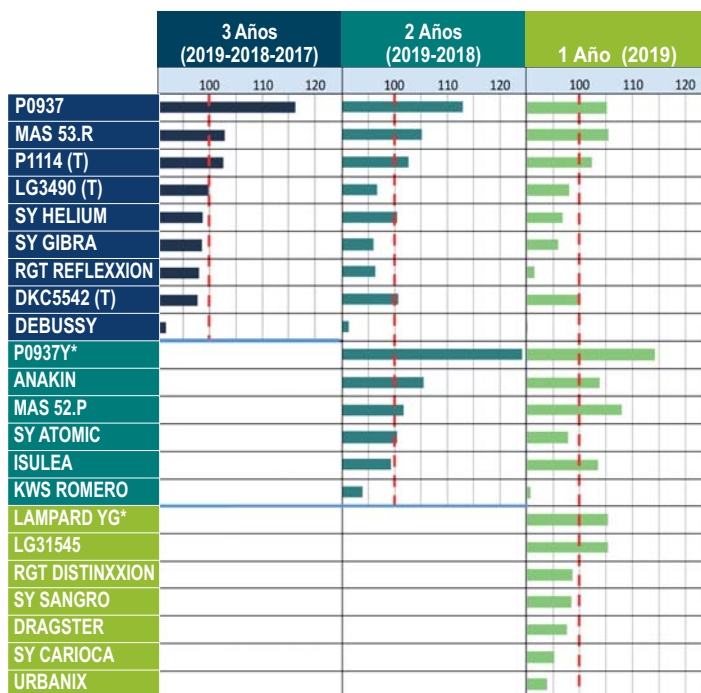 3 Años
(2019-2018-2017)
2 Años
(2019-2018)
1 Año (2019)
100 110 120 100 110 120 100 110 120
P0937
MAS 53.R
P1114 (T)
LG3490 (T)
SY HELIUM
SY GIBRA
RGT REFLEXXION
DKC5542 (T)
DEBUSSY
P0937Y*
ANAKIN
MAS 52.P
SY ATOMIC
ISULEA
KWS ROMERO
LAMPARD YG*
LG31545
RGT DISTINXXION
SY SANGRO
DRAGSTER
SY CARIOCA
URBANIX